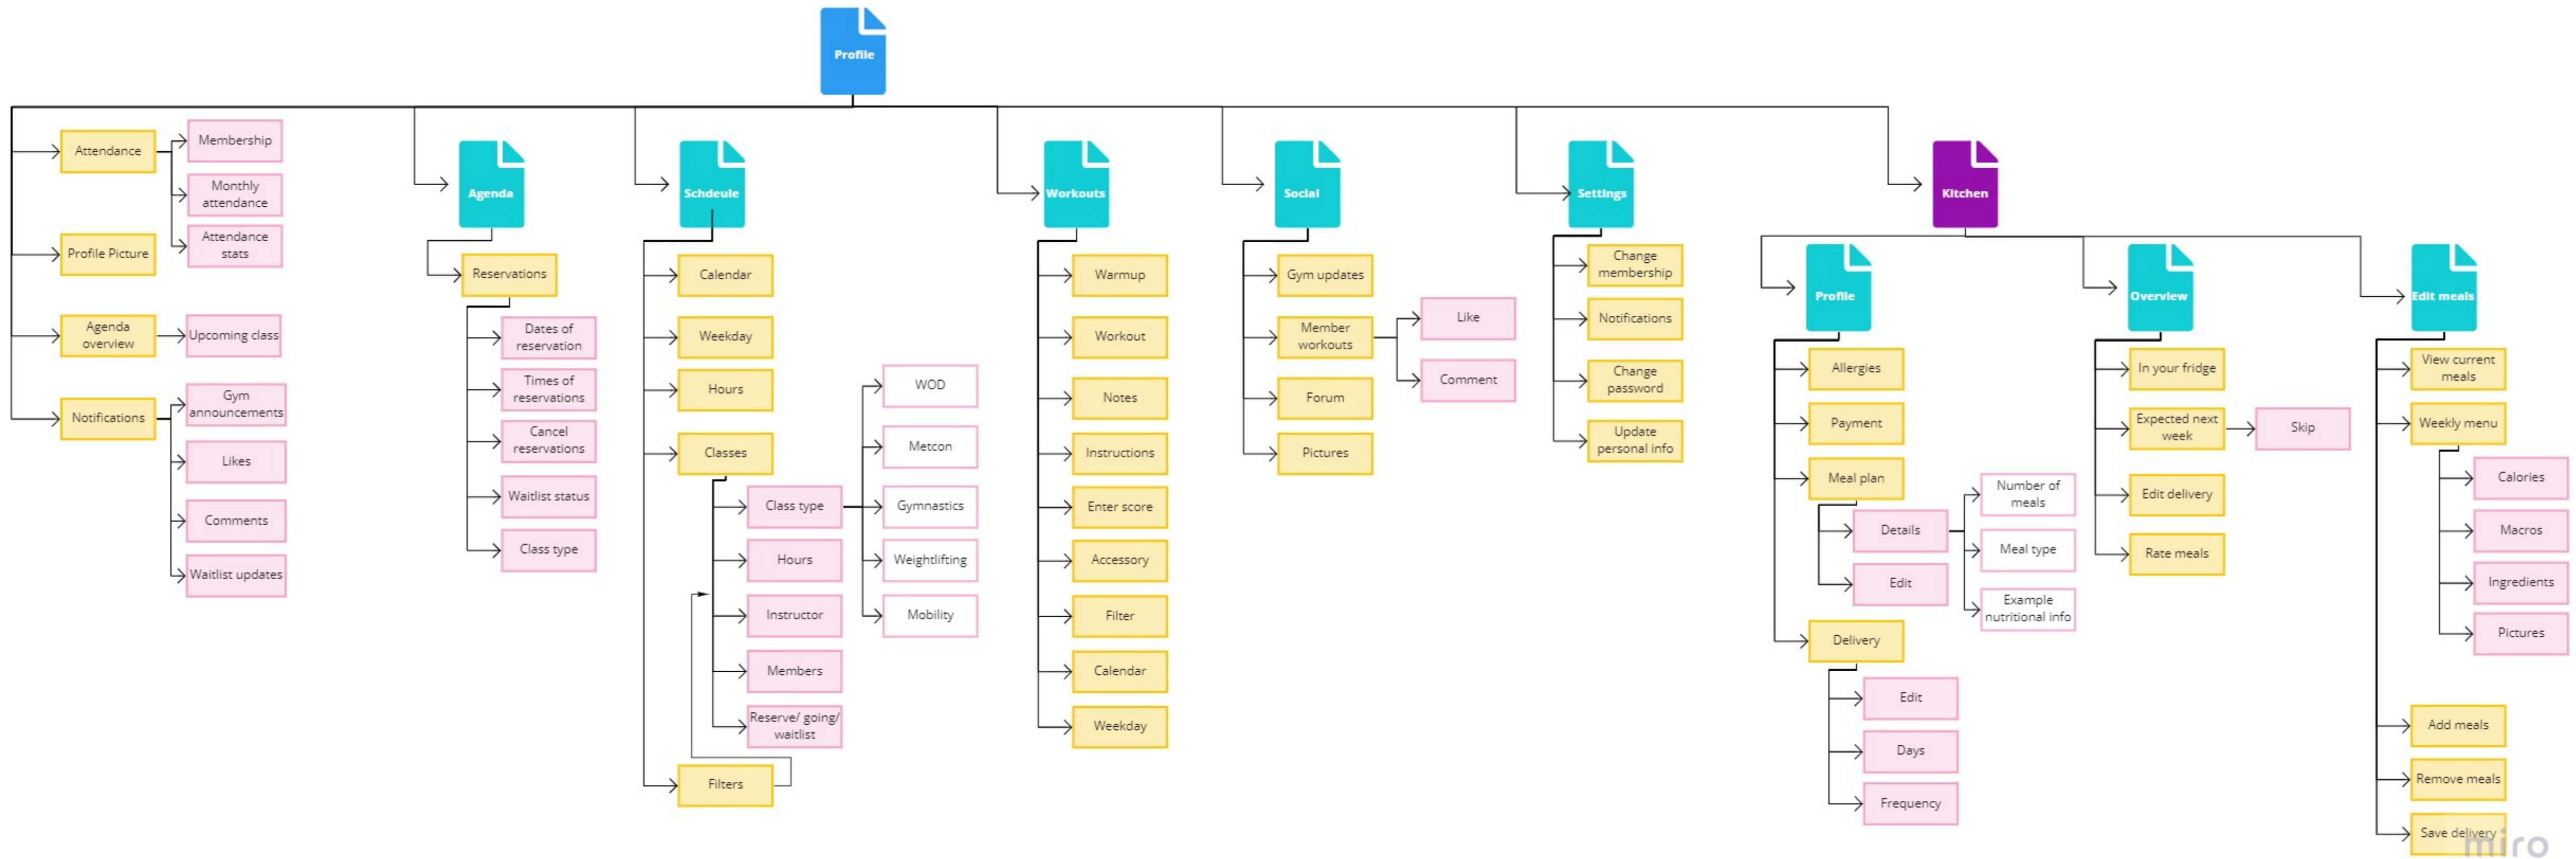 Profile
Attendance
Membership
Monthly
attendance
Attendance
stats
Profile Picture
Agenda
overview
Upcoming class
Notifications
Gym
announcements
Likes
Comments
Waitlist updates
Agenda
Reservations
Dates of
reservation
Times of
reservations
Cancel
reservations
Waitlist status
Class type
Schdeule
Calendar
Weekday
Hours
Classes
Class type
WOD
Metcon
Gymnastics
Weightlifting
Mobility
Hours
Instructor
Members
Reserve/ going/
waitlist
Filters
Workouts
Warmup
Workout
Notes
Instructions
Enter score
Accessory
Filter
Calendar
Weekday
Social
Gym updates
Member
workouts
Like
Comment
Forum
Pictures
Settings
Change
membership
Notifications
Change
password
Update
personal info
Kitchen
Profile
Allergies
Payment
Meal plan
Details
Number of
meals
Meal type
Example
nutritional info
Edit
Delivery
Edit
Days
Frequency
Overview
In your fridge
Expected next
week
Skip
Edit delivery
Rate meals
Edit meals
View current
meals
Weekly menu
Calories
Macros
Ingredients
Pictures
Add meals
Remove meals
Save delivery
miro